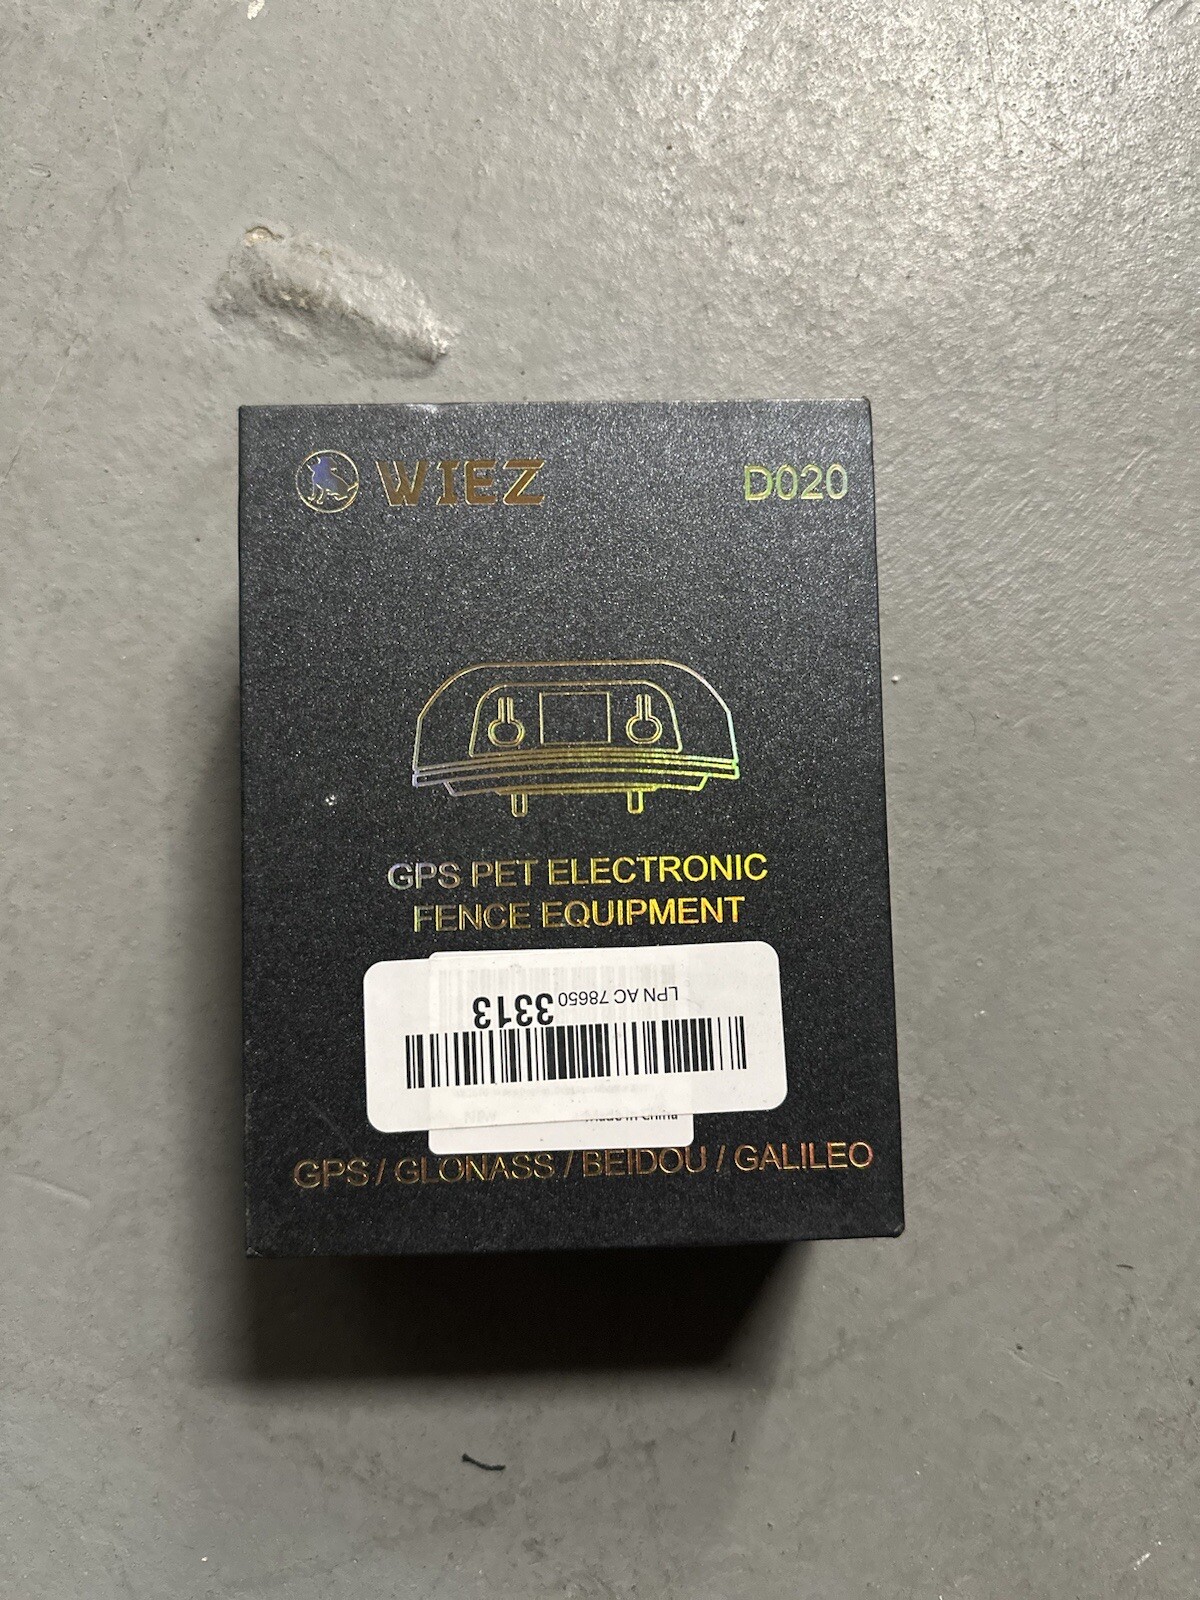 WIEZ
D020
GPS PET ELECTRONIC
FENCE EQUIPMENT
LPN AC 78650 3313
Made in China
GPS / GLONASS / BEIDOU / GALILEO